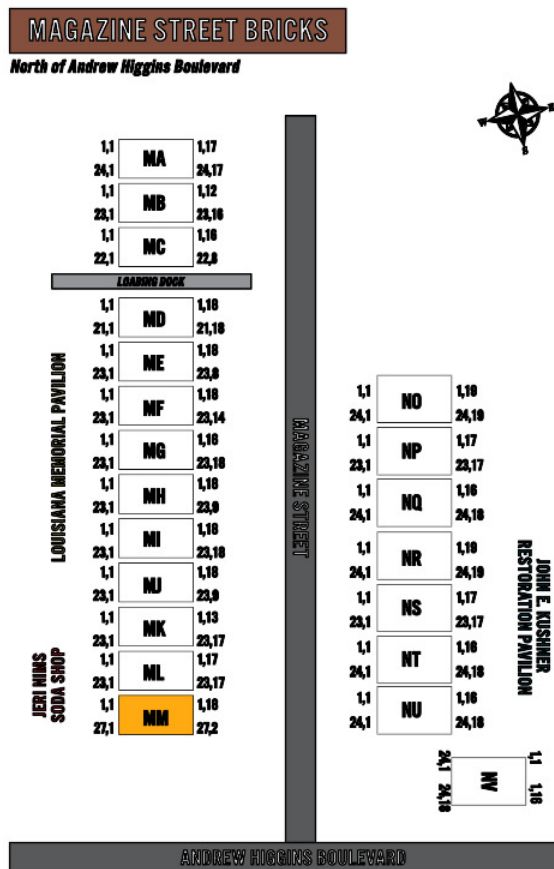 MAGAZINE STREET BRICKS
North of Andrew Higgins Boulevard
N
E
S
W
1,1 MA 1,17
24,1 24,17
1,1 MB 1,12
23,1 23,16
1,1 MC 1,16
22,1 22,8
LOADING DOCK
1,1 MD 1,18
21,1 21,18
1,1 ME 1,18
23,1 23,8
1,1 MF 1,18
23,1 23,14
1,1 MG 1,16
23,1 23,18
1,1 MH 1,18
23,1 23,9
1,1 MI 1,18
23,1 23,18
1,1 MJ 1,18
23,1 23,9
1,1 MK 1,13
23,1 23,17
1,1 ML 1,17
23,1 23,17
1,1 MM 1,18
27,1 27,2
LOUISIANA MEMORIAL PAVILION
JERI NIMS
SODA SHOP
MAGAZINE STREET
1,1 NO 1,19
24,1 24,19
1,1 NP 1,17
23,1 23,17
1,1 NQ 1,16
24,1 24,18
1,1 NR 1,19
24,1 24,19
1,1 NS 1,17
23,1 23,17
1,1 NT 1,16
24,1 24,18
1,1 NU 1,16
24,1 24,18
JOHN E. KUSHNER
RESTORATION PAVILION
1,1 NV 1,16
24,1 24,18
ANDREW HIGGINS BOULEVARD